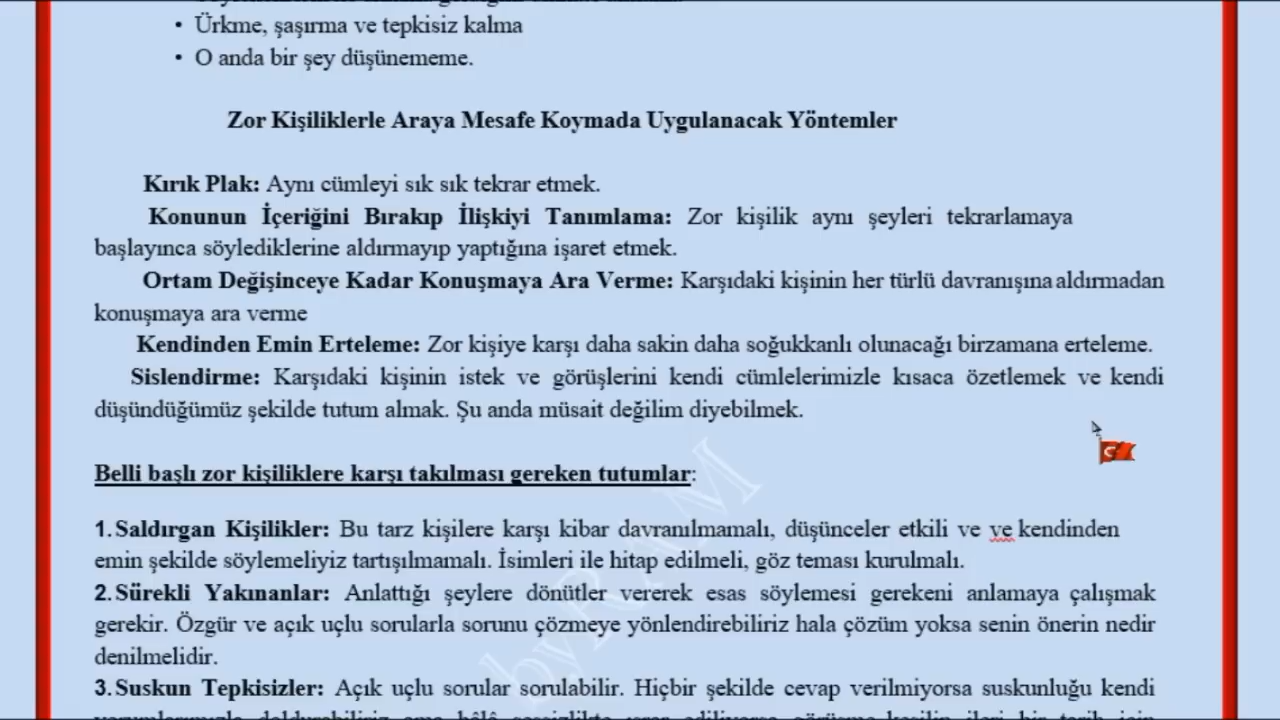 • Ürkme, şaşırma ve tepkisiz kalma
• O anda bir şey düşünememe.
Zor Kişiliklerle Araya Mesafe Koymada Uygulanacak Yöntemler
Kırık Plak: Aynı cümleyi sık sık tekrar etmek.
Konunun İçeriğini Bırakıp İlişkiyi Tanımlama: Zor kişilik aynı şeyleri tekrarlamaya
başlayınca söylediklerine aldırmayıp yaptığına işaret etmek.
Ortam Değişinceye Kadar Konuşmaya Ara Verme: Karşıdaki kişinin her türlü davranışına aldırmadan
konuşmaya ara verme
Kendinden Emin Erteleme: Zor kişiye karşı daha sakin daha soğukkanlı olunacağı birzamana erteleme.
Sislendirme: Karşıdaki kişinin istek ve görüşlerini kendi cümlelerimizle kısaca özetlemek ve kendi
düşündüğümüz şekilde tutum almak. Şu anda müsait değilim diyebilmek.
Belli başlı zor kişiliklere karşı takılması gereken tutumlar:
1. Saldırgan Kişilikler: Bu tarz kişilere karşı kibar davranılmamalı, düşünceler etkili ve ve kendinden
emin şekilde söylemeliyiz tartışılmamalı. İsimleri ile hitap edilmeli, göz teması kurulmalı.
2. Sürekli Yakınanlar: Anlattığı şeylere dönütler vererek esas söylemesi gerekeni anlamaya çalışmak
gerekir. Özgür ve açık uçlu sorularla sorunu çözmeye yönlendirebiliriz hala çözüm yoksa senin önerin nedir
denilmelidir.
3. Suskun Tepkisizler: Açık uçlu sorular sorulabilir. Hiçbir şekilde cevap verilmiyorsa suskunluğu kendi
byRAM